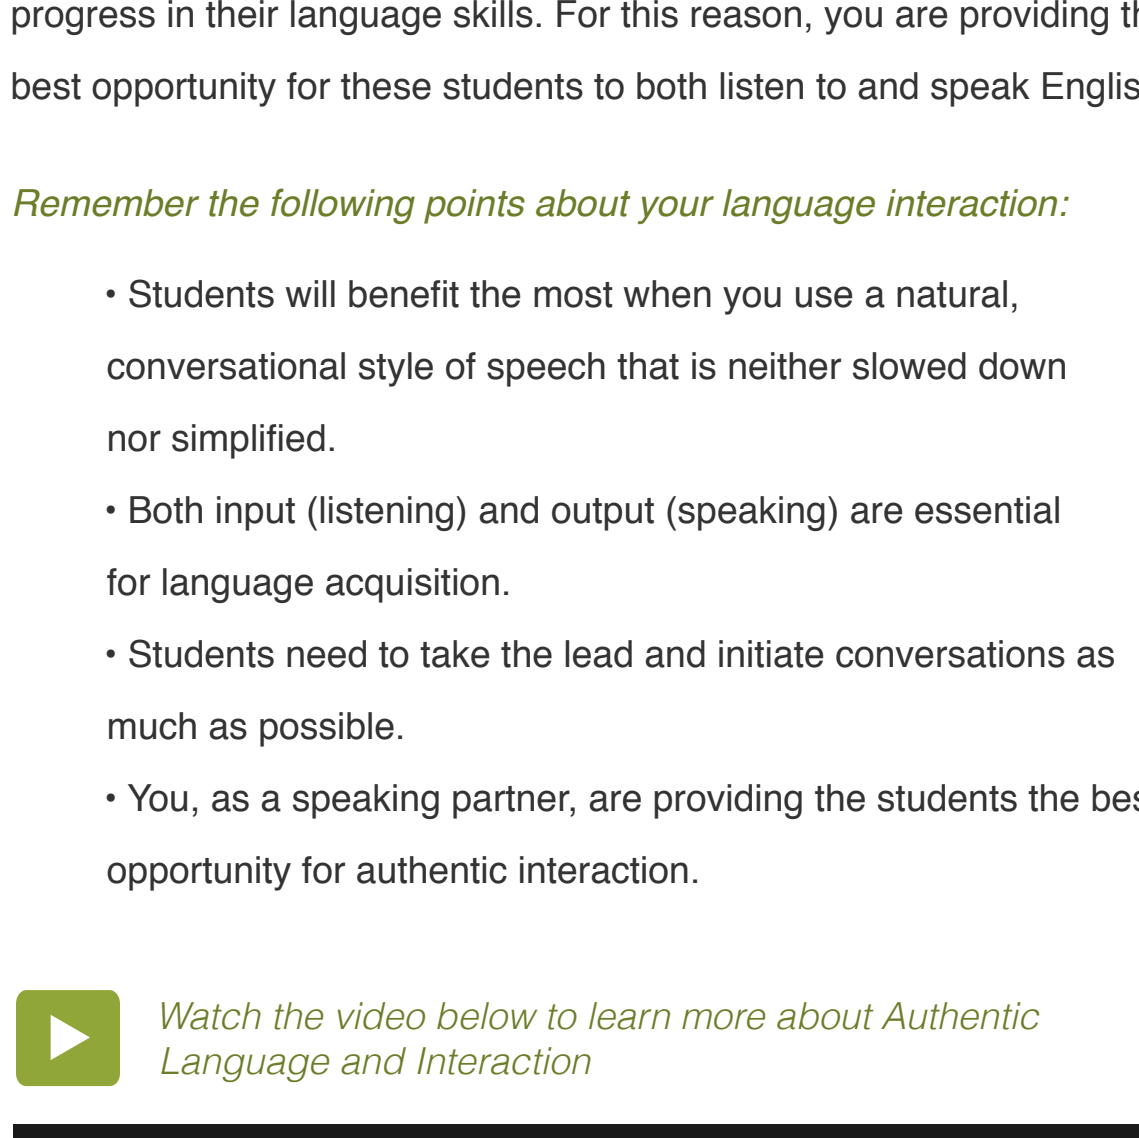 progress in their language skills. For this reason, you are providing th
best opportunity for these students to both listen to and speak Englis
Remember the following points about your language interaction:
• Students will benefit the most when you use a natural,
conversational style of speech that is neither slowed down
nor simplified.
• Both input (listening) and output (speaking) are essential
for language acquisition.
• Students need to take the lead and initiate conversations as
much as possible.
• You, as a speaking partner, are providing the students the bes
opportunity for authentic interaction.
Watch the video below to learn more about Authentic
Language and Interaction